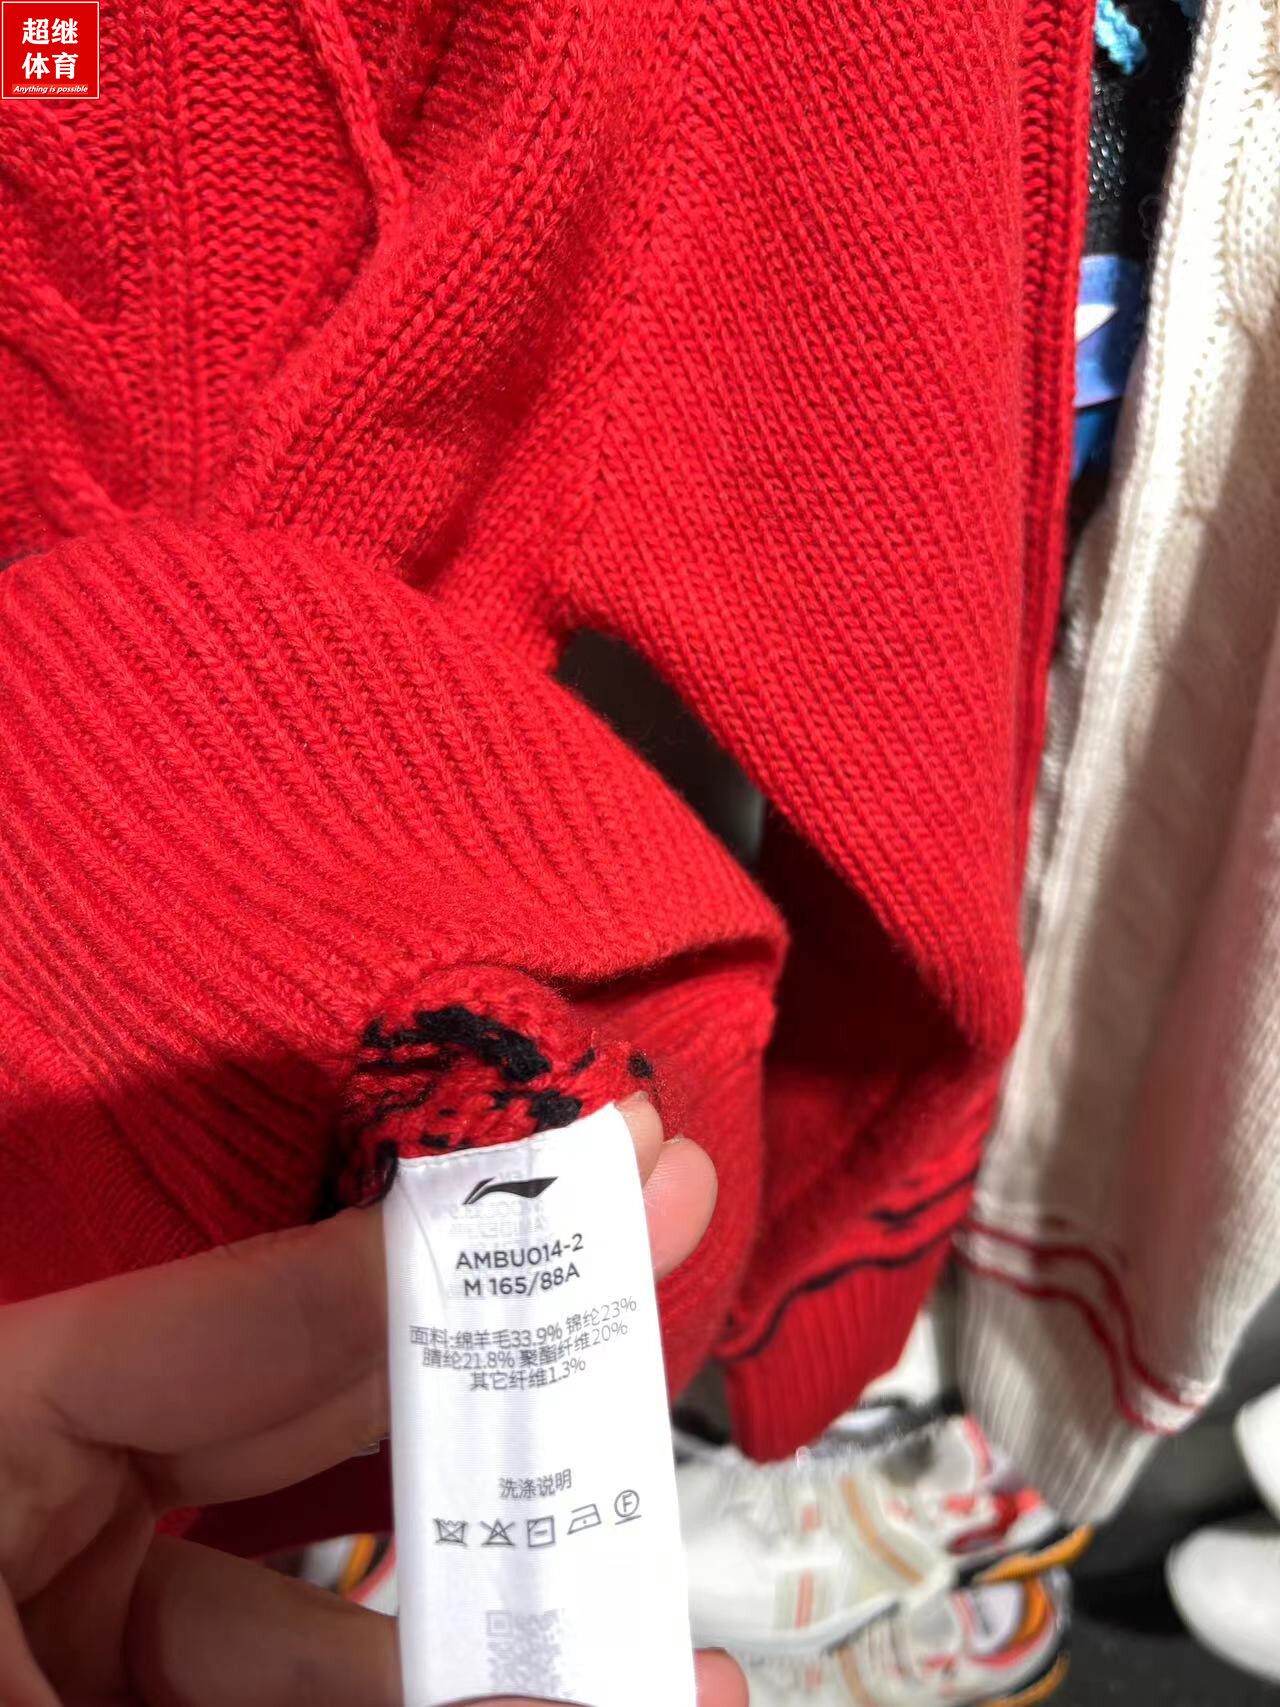 超继
体育
Anything is possible
AMBU014-2
M 165/88A
面料:绵羊毛33.9% 锦纶23%
腈纶21.8% 聚酯纤维20%
其它纤维1.3%
洗涤说明
F